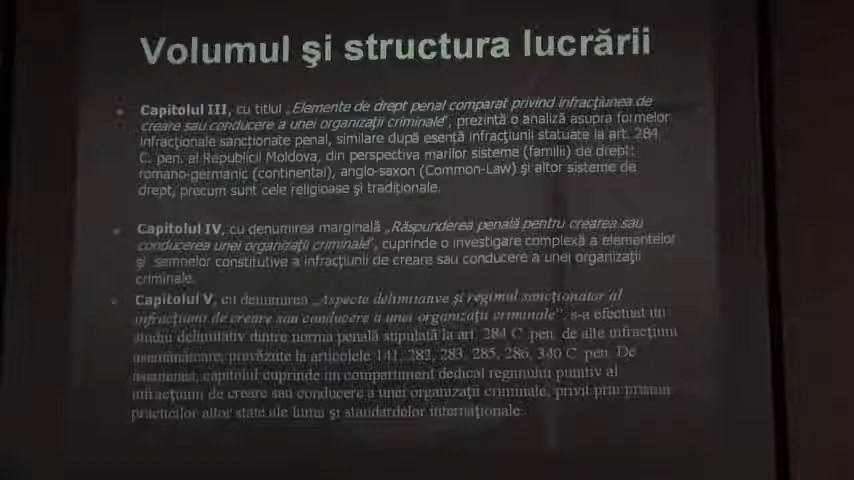 Volumul şi structura lucrării
Capitolul III, cu titlul „Elemente de drept penal comparat privind infracţiunea de
creare sau conducere a unei organizaţii criminale”, prezintă o analiză asupra formelor
infracţionale sancţionate penal, similare după esenţă infracţiunii statuate la art. 284
C. pen. al Republicii Moldova, din perspectiva marilor sisteme (familii) de drept:
romano-germanic (continental), anglo-saxon (Common-Law) şi altor sisteme de
drept, precum sunt cele religioase şi tradiţionale.
Capitolul IV, cu denumirea marginală „Răspunderea penală pentru crearea sau
conducerea unei organizaţii criminale”, cuprinde o investigare complexă a elementelor
şi semnelor constitutive a infracţiunii de creare sau conducere a unei organizaţii
criminale.
Capitolul V, cu denumirea „Aspecte delimitative şi regimul sancţionator al
infracţiunii de creare sau conducere a unei organizaţii criminale”, s-a efectuat un
studiu delimitativ dintre norma penală stipulată la art. 284 C. pen. de alte infracţiuni
asemănătoare, prevăzute la articolele 141, 282, 283, 285, 286, 340 C. pen. De
asemenea, capitolul cuprinde un compartiment dedicat regimului punitiv al
infracţiunii de creare sau conducere a unei organizaţii criminale, privit prin prisma
practicilor altor state ale lumii şi standardelor internaţionale.